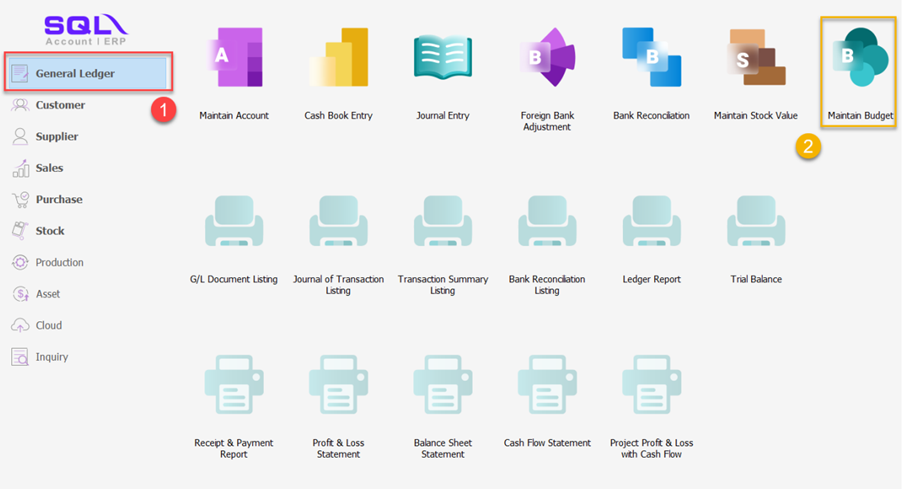 SQL
Account | ERP
General Ledger
1
Customer
Supplier
Sales
Purchase
Stock
Production
Asset
Cloud
Inquiry
A
Maintain Account
Cash Book Entry
Journal Entry
B
Foreign Bank
Adjustment
B
Bank Reconciliation
S
Maintain Stock Value
B
Maintain Budget
2
G/L Document Listing
Journal of Transaction
Listing
Transaction Summary
Listing
Bank Reconciliation
Listing
Ledger Report
Trial Balance
Receipt & Payment
Report
Profit & Loss
Statement
Balance Sheet
Statement
Cash Flow Statement
Project Profit & Loss
with Cash Flow